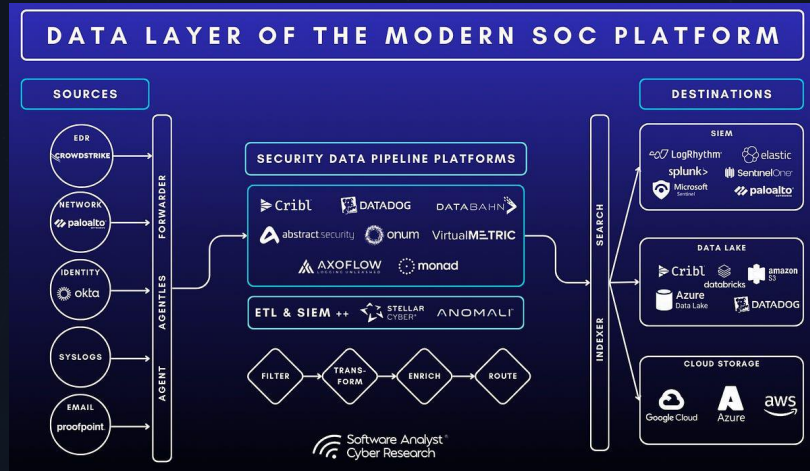 DATA LAYER OF THE MODERN SOC PLATFORM
SOURCES
EDR
CROWDSTRIKE
NETWORK
paloalto
IDENTITY
okta
SYSLOGS
EMAIL
proofpoint.
FORWARDER
AGENTLES
AGENT
SECURITY DATA PIPELINE PLATFORMS
Cribl
DATADOG
DATABAHN
abstract security
onum
VirtualMETRIC
AXOFLOW
LOGGING UNLEASHED
monad
ETL & SIEM ++
STELLAR
CYBER
ANOMALI
FILTER
TRANS-
FORM
ENRICH
ROUTE
Software Analyst
Cyber Research
SEARCH
INDEXER
DESTINATIONS
SIEM
LogRhythm
elastic
splunk>
SentinelOne
Microsoft
Sentinel
paloalto
DATA LAKE
Cribl
databricks
amazon
S3
Azure
Data Lake
DATADOG
CLOUD STORAGE
Google Cloud
Azure
aws